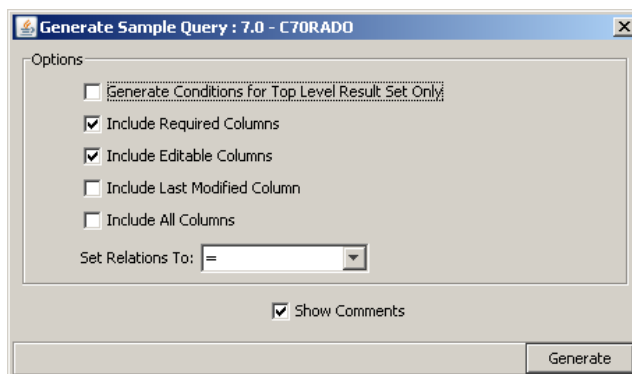 Generate Sample Query : 7.0 - C70RADO
Options
Generate Conditions for Top Level Result Set Only
Include Required Columns
Include Editable Columns
Include Last Modified Column
Include All Columns
Set Relations To: =
Show Comments
Generate